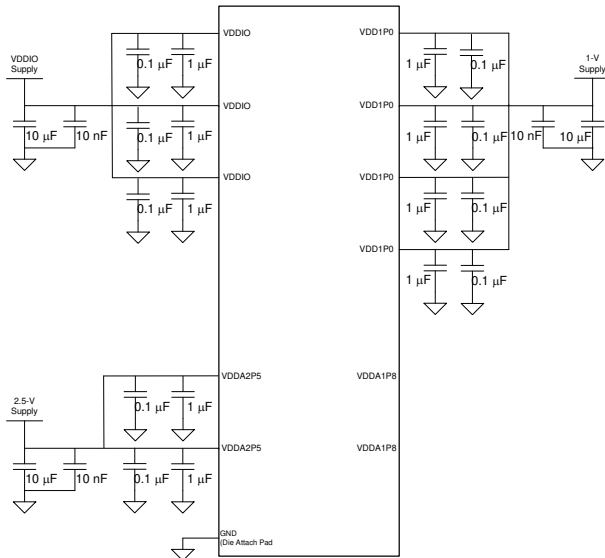 VDDIO
Supply
10 µF
10 nF
0.1 µF
1 µF
VDDIO
0.1 µF
1 µF
VDDIO
0.1 µF
1 µF
VDDIO
VDD1P0
1 µF
0.1 µF
VDD1P0
1 µF
0.1 µF
VDD1P0
1 µF
0.1 µF
VDD1P0
1 µF
0.1 µF
1-V
Supply
10 nF
10 µF
2.5-V
Supply
10 µF
10 nF
VDDA2P5
0.1 µF
1 µF
VDDA2P5
0.1 µF
1 µF
VDDA1P8
VDDA1P8
GND
(Die Attach Pad